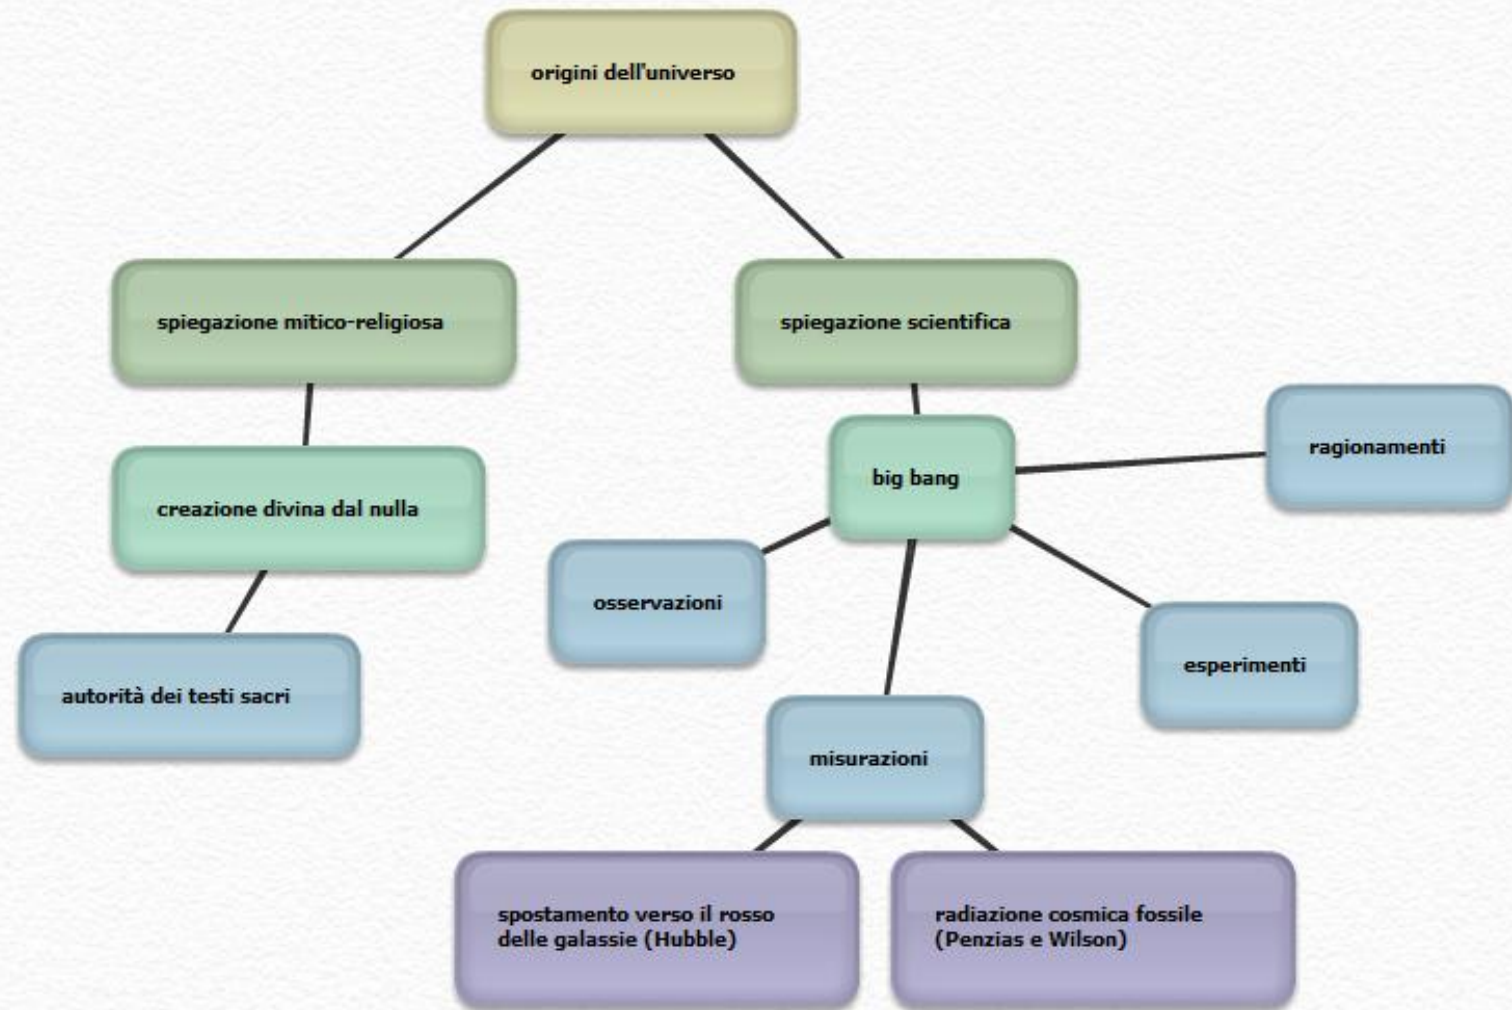 origini dell'universo
spiegazione mitico-religiosa
spiegazione scientifica
creazione divina dal nulla
big bang
ragionamenti
osservazioni
esperimenti
autorità dei testi sacri
misurazioni
spostamento verso il rosso
delle galassie (Hubble)
radiazione cosmica fossile
(Penzias e Wilson)